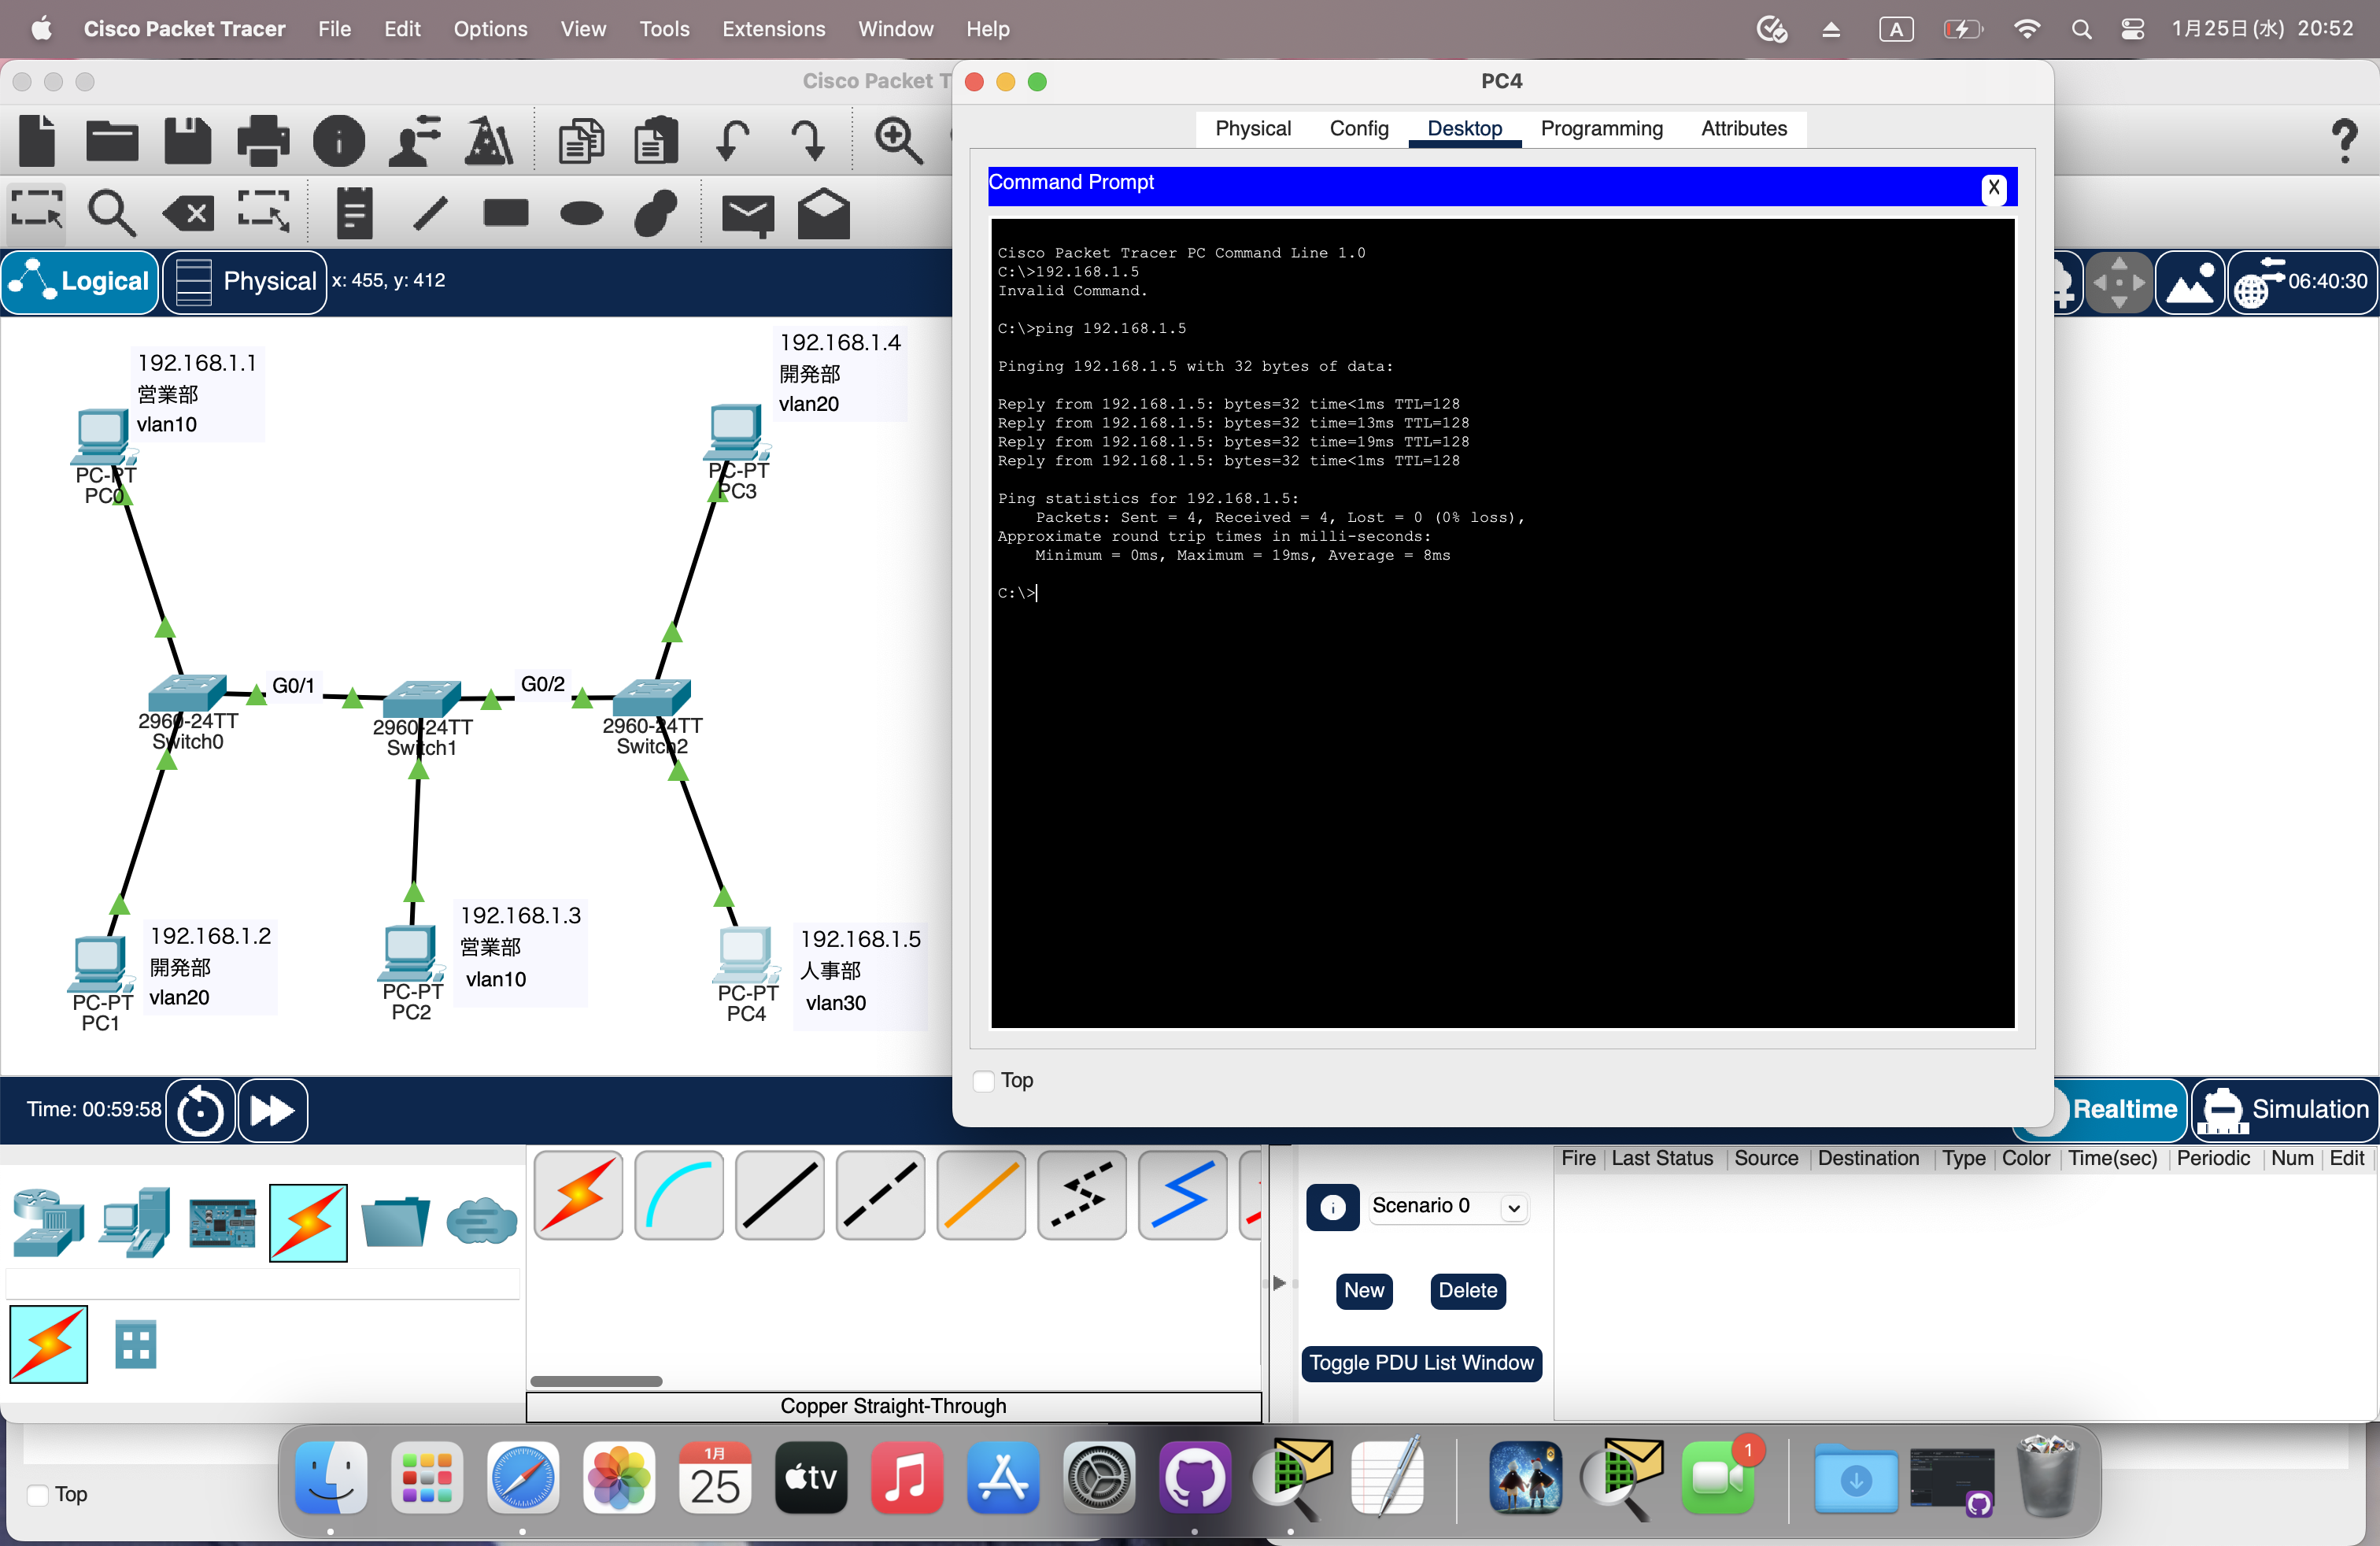 Cisco Packet Tracer File Edit Options View Tools Extensions Window Help A 1月25日(水) 20:52
Cisco Packet T
PC4
Physical Config Desktop Programming Attributes
Command Prompt
X
Cisco Packet Tracer PC Command Line 1.0
C:\>192.168.1.5
Invalid Command.
C:\>ping 192.168.1.5
Pinging 192.168.1.5 with 32 bytes of data:
Reply from 192.168.1.5: bytes=32 time<1ms TTL=128
Reply from 192.168.1.5: bytes=32 time=13ms TTL=128
Reply from 192.168.1.5: bytes=32 time=19ms TTL=128
Reply from 192.168.1.5: bytes=32 time<1ms TTL=128
Ping statistics for 192.168.1.5:
Packets: Sent = 4, Received = 4, Lost = 0 (0% loss),
Approximate round trip times in milli-seconds:
Minimum = 0ms, Maximum = 19ms, Average = 8ms
C:\>
Top
Logical Physical x: 455, y: 412
06:40:30
192.168.1.1
営業部
vlan10
PC-PT
PC0
192.168.1.4
開発部
vlan20
PC-PT
PC3
G0/1
G0/2
2960-24TT
Switch0
2960-24TT
Switch1
2960-24TT
Switch2
192.168.1.2
開発部
vlan20
PC-PT
PC1
192.168.1.3
営業部
vlan10
PC-PT
PC2
192.168.1.5
人事部
vlan30
PC-PT
PC4
Time: 00:59:58
Realtime Simulation
Fire Last Status Source Destination Type Color Time(sec) Periodic Num Edit
Scenario 0
New Delete
Toggle PDU List Window
Copper Straight-Through
Top
1月
25
tv
1